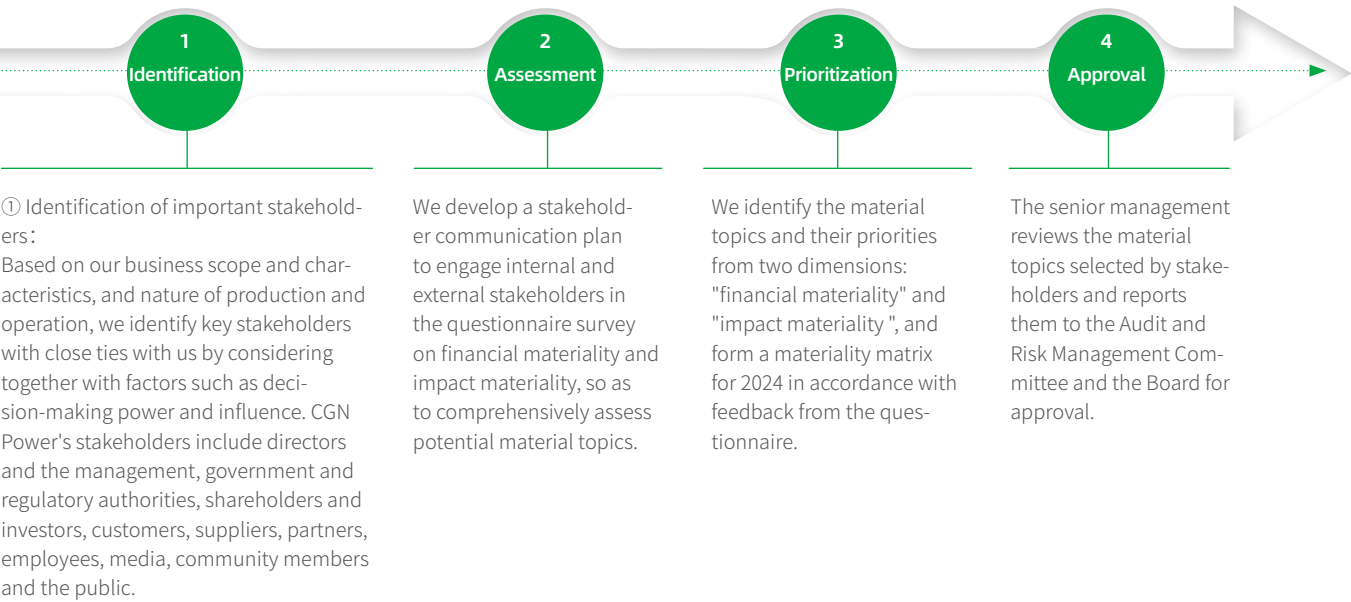 1
Identification
2
Assessment
3
Prioritization
4
Approval
① Identification of important stakehold-
ers：
Based on our business scope and char-
acteristics, and nature of production and
operation, we identify key stakeholders
with close ties with us by considering
together with factors such as deci-
sion-making power and influence. CGN
Power's stakeholders include directors
and the management, government and
regulatory authorities, shareholders and
investors, customers, suppliers, partners,
employees, media, community members
and the public.
We develop a stakehold-
er communication plan
to engage internal and
external stakeholders in
the questionnaire survey
on financial materiality and
impact materiality, so as
to comprehensively assess
potential material topics.
We identify the material
topics and their priorities
from two dimensions:
"financial materiality" and
"impact materiality ", and
form a materiality matrix
for 2024 in accordance with
feedback from the ques-
tionnaire.
The senior management
reviews the material
topics selected by stake-
holders and reports
them to the Audit and
Risk Management Com-
mittee and the Board for
approval.